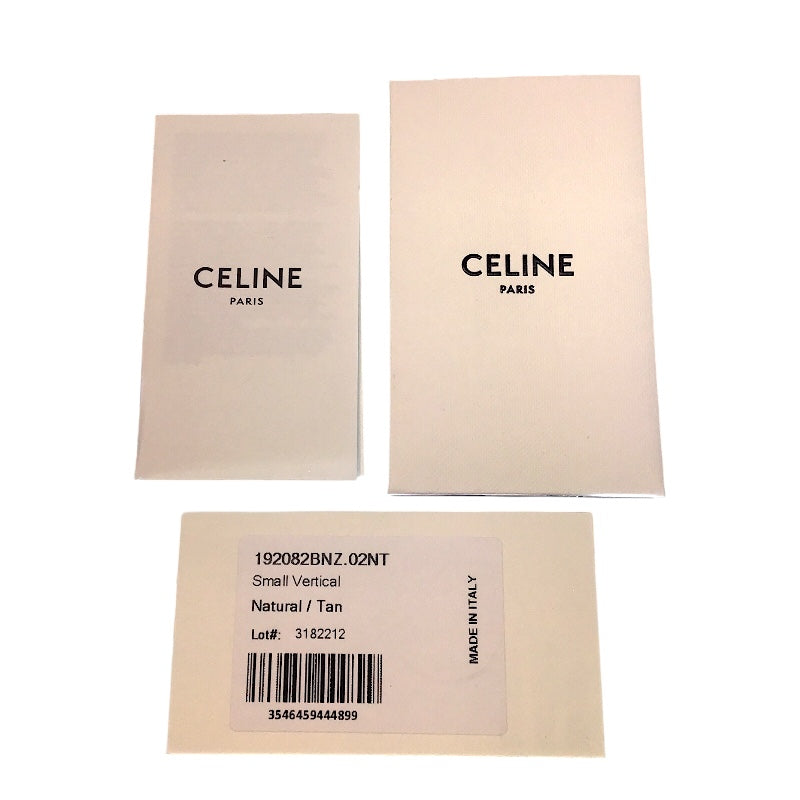 CELINE
PARIS
CELINE
PARIS
192082BNZ.02NT
Small Vertical
Natural / Tan
Lot#: 3182212
MADE IN ITALY
3546459444899